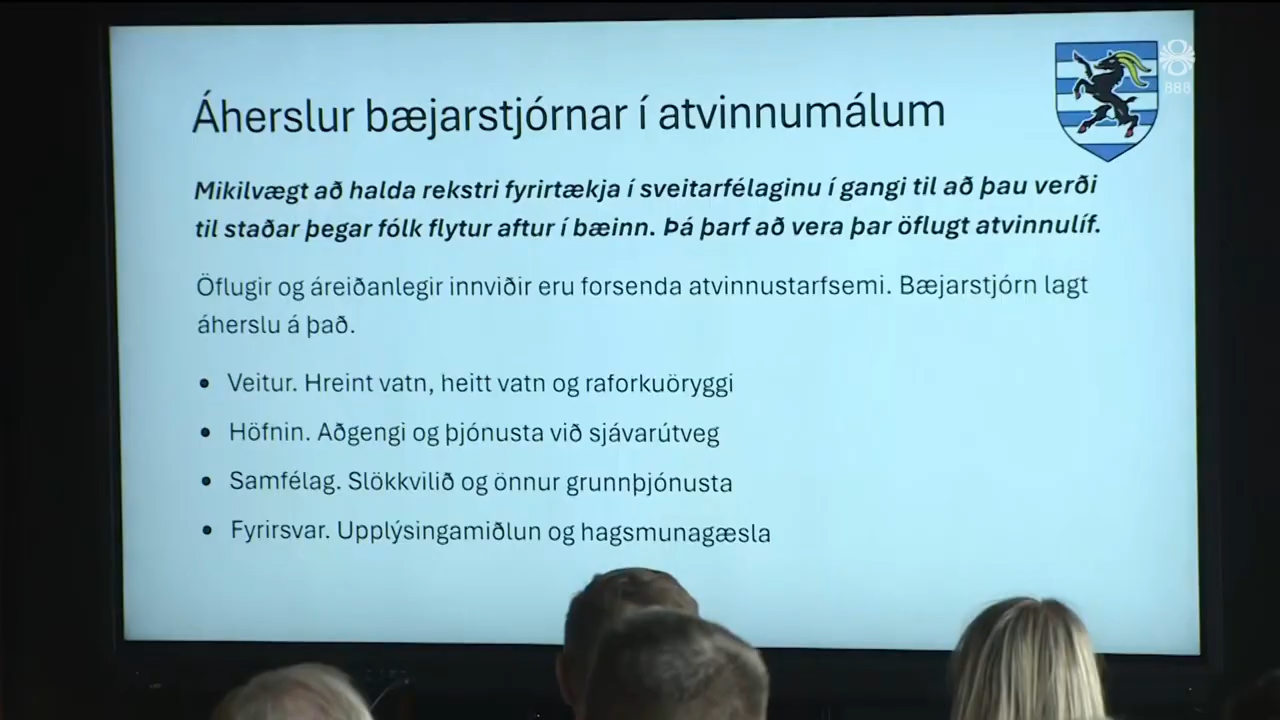 Áherslur bæjarstjórnar í atvinnumálum
888
Mikilvægt að halda rekstri fyrirtækja í sveitarfélaginu í gangi til að þau verði
til staðar þegar fólk flytur aftur í bæinn. Þá þarf að vera þar öflugt atvinnulíf.
Öflugir og áreiðanlegir innviðir eru forsenda atvinnustarfsemi. Bæjarstjórn lagt
áherslu á það.
• Veitur. Hreint vatn, heitt vatn og raforkuöryggi
• Höfnin. Aðgengi og þjónusta við sjávarútveg
• Samfélag. Slökkvilið og önnur grunnþjónusta
• Fyrirsvar. Upplýsingamiðlun og hagsmunagæsla